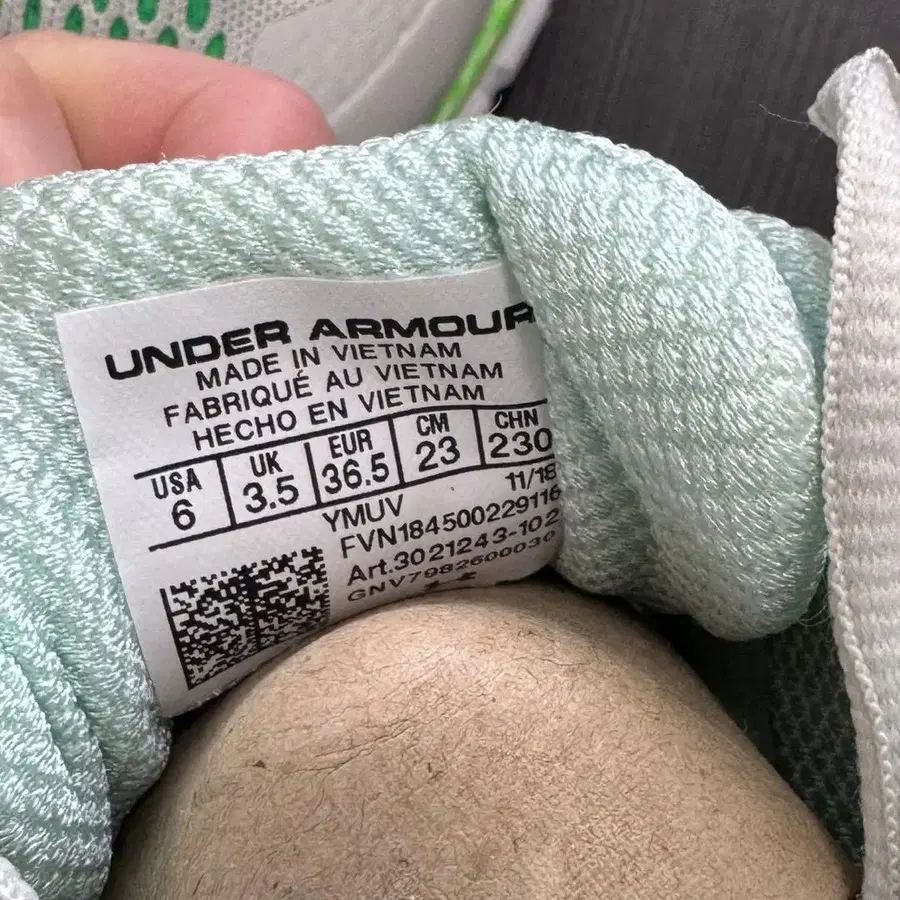 UNDER ARMOUR
MADE IN VIETNAM
FABRIQUÉ AU VIETNAM
HECHO EN VIETNAM
USA UK EUR CM CHN
6 3.5 36.5 23 230
YMUV 11/18
FVN184500229116
Art.3021243-102
GNV7982600030